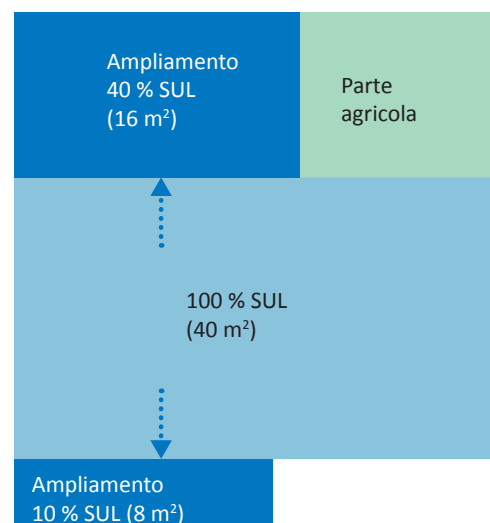 Ampliamento
40 % SUL
(16 m²)
Parte
agricola
100 % SUL
(40 m²)
Ampliamento
10 % SUL (8 m²)